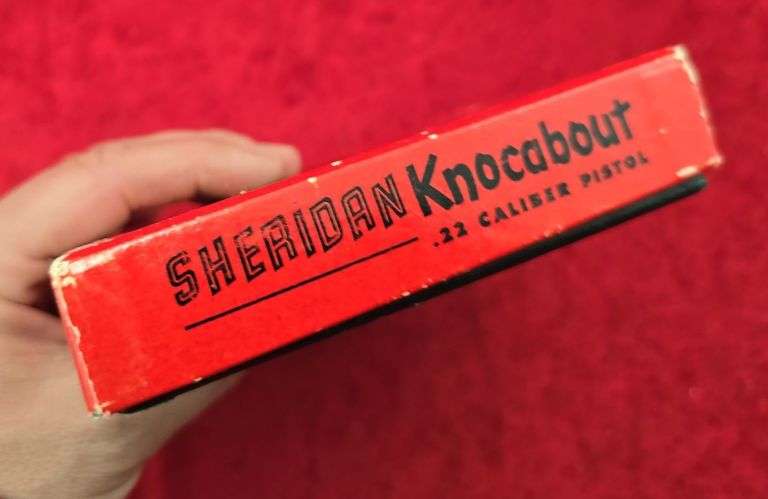 SHERIDAN Knocabout
.22 CALIBER PISTOL